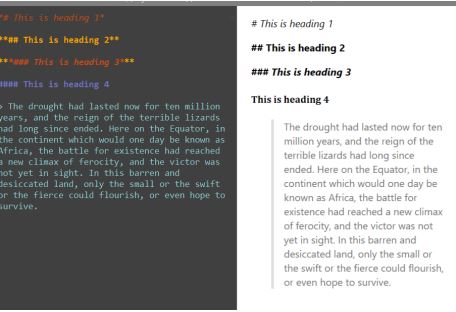 *# This is heading 1*
**## This is heading 2**
***### This is heading 3***
#### This is heading 4
> The drought had lasted now for ten million
years, and the reign of the terrible lizards
had long since ended. Here on the Equator, in
the continent which would one day be known as
Africa, the battle for existence had reached
a new climax of ferocity, and the victor was
not yet in sight. In this barren and
desiccated land, only the small or the swift
or the fierce could flourish, or even hope to
survive.
# This is heading 1
## This is heading 2
### This is heading 3
This is heading 4
The drought had lasted now for ten
million years, and the reign of the
terrible lizards had long since
ended. Here on the Equator, in the
continent which would one day be
known as Africa, the battle for
existence had reached a new climax
of ferocity, and the victor was not
yet in sight. In this barren and
desiccated land, only the small or
the swift or the fierce could flourish,
or even hope to survive.